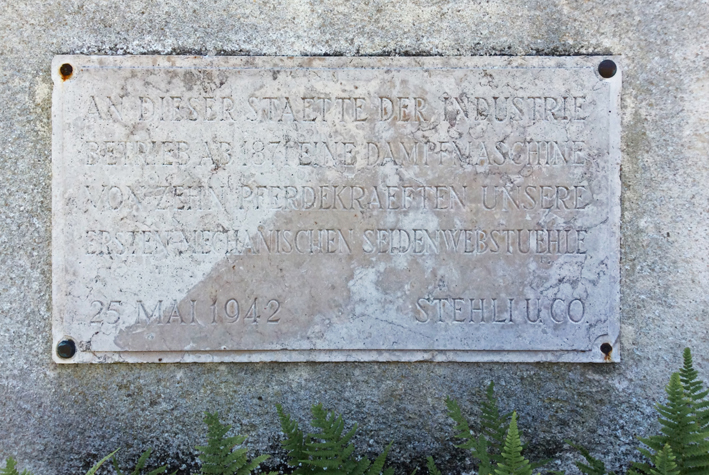 AN DIESER STAETTE DER INDUSTRIE
BETRIEB AB 1871 EINE DAMPFMASCHINE
VON ZEHN PFERDEKRAEFTEN UNSERE
ERSTEN MECHANISCHEN SEIDENWEBSTUEHLE
25 MAI 1942 STEHLI U. CO.